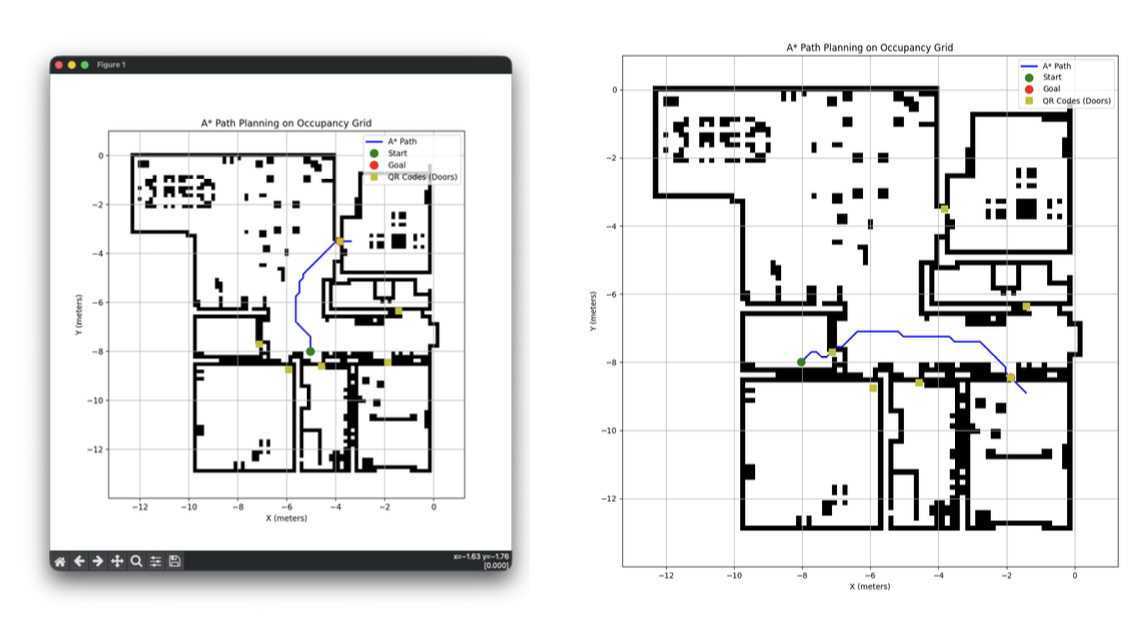 Figure 1
A* Path Planning on Occupancy Grid
A* Path
Start
Goal
QR Codes (Doors)
0
−2
−4
−6
−8
−10
−12
Y (meters)
−12
−10
−8
−6
−4
−2
0
X (meters)
x=−1.63 y=−1.76
[0.000]
A* Path Planning on Occupancy Grid
A* Path
Start
Goal
QR Codes (Doors)
0
−2
−4
−6
−8
−10
−12
Y (meters)
−12
−10
−8
−6
−4
−2
0
X (meters)